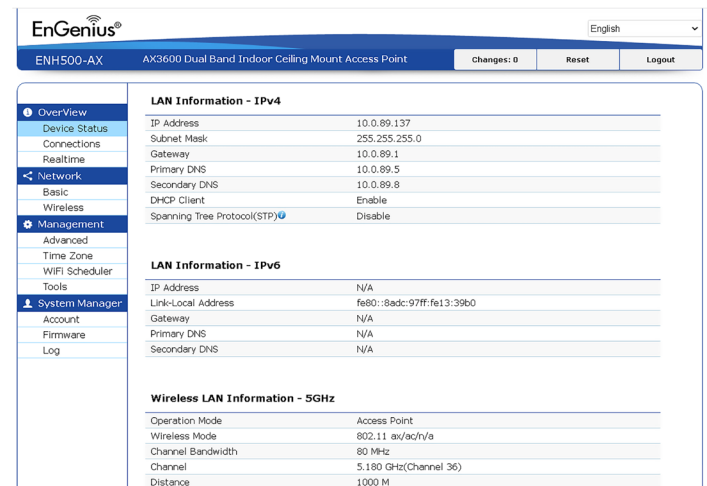 EnGenius®
English
ENH500-AX AX3600 Dual Band Indoor Ceiling Mount Access Point Changes: 0 Reset Logout
OverView
Device Status
Connections
Realtime
Network
Basic
Wireless
Management
Advanced
Time Zone
WiFi Scheduler
Tools
System Manager
Account
Firmware
Log
LAN Information - IPv4
IP Address 10.0.89.137
Subnet Mask 255.255.255.0
Gateway 10.0.89.1
Primary DNS 10.0.89.5
Secondary DNS 10.0.89.8
DHCP Client Enable
Spanning Tree Protocol(STP) Disable
LAN Information - IPv6
IP Address N/A
Link-Local Address fe80::8adc:97ff:fe13:39b0
Gateway N/A
Primary DNS N/A
Secondary DNS N/A
Wireless LAN Information - 5GHz
Operation Mode Access Point
Wireless Mode 802.11 ax/ac/n/a
Channel Bandwidth 80 MHz
Channel 5.180 GHz(Channel 36)
Distance 1000 M